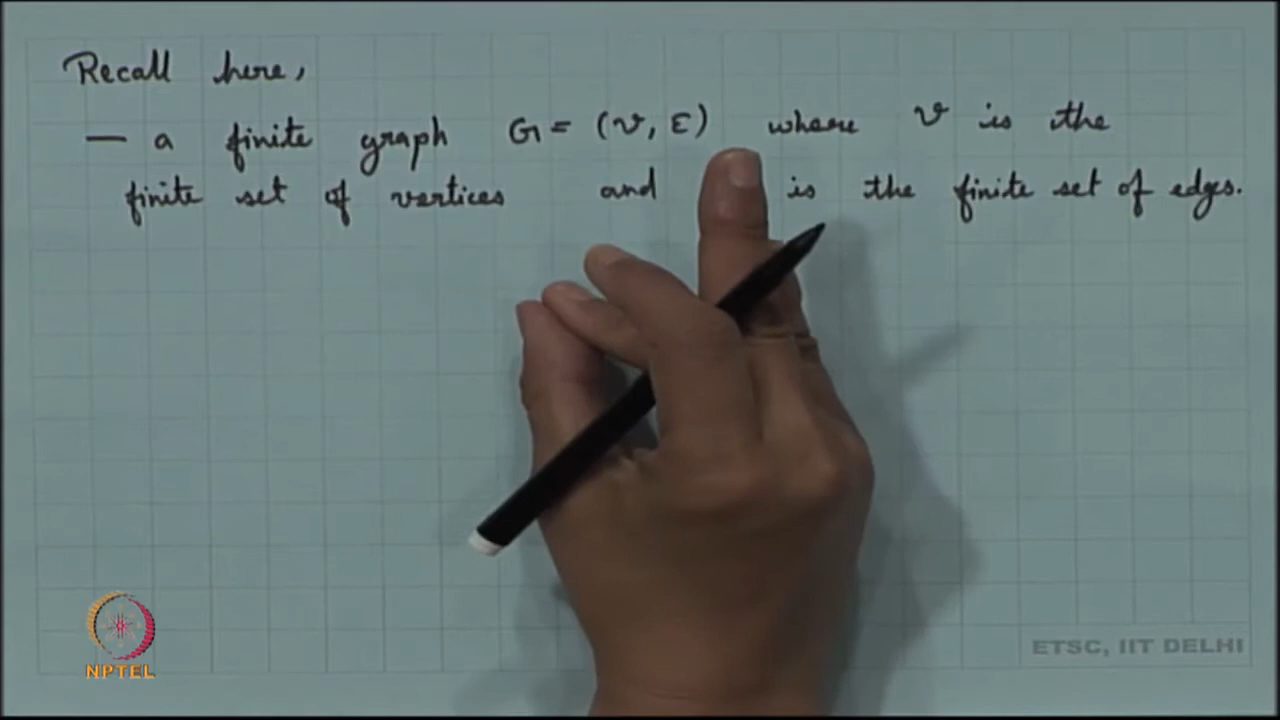 Recall here,
— a finite graph G = (v, ε) where v is the
finite set of vertices and is the finite set of edges.
NPTEL
ETSC, IIT DELHI